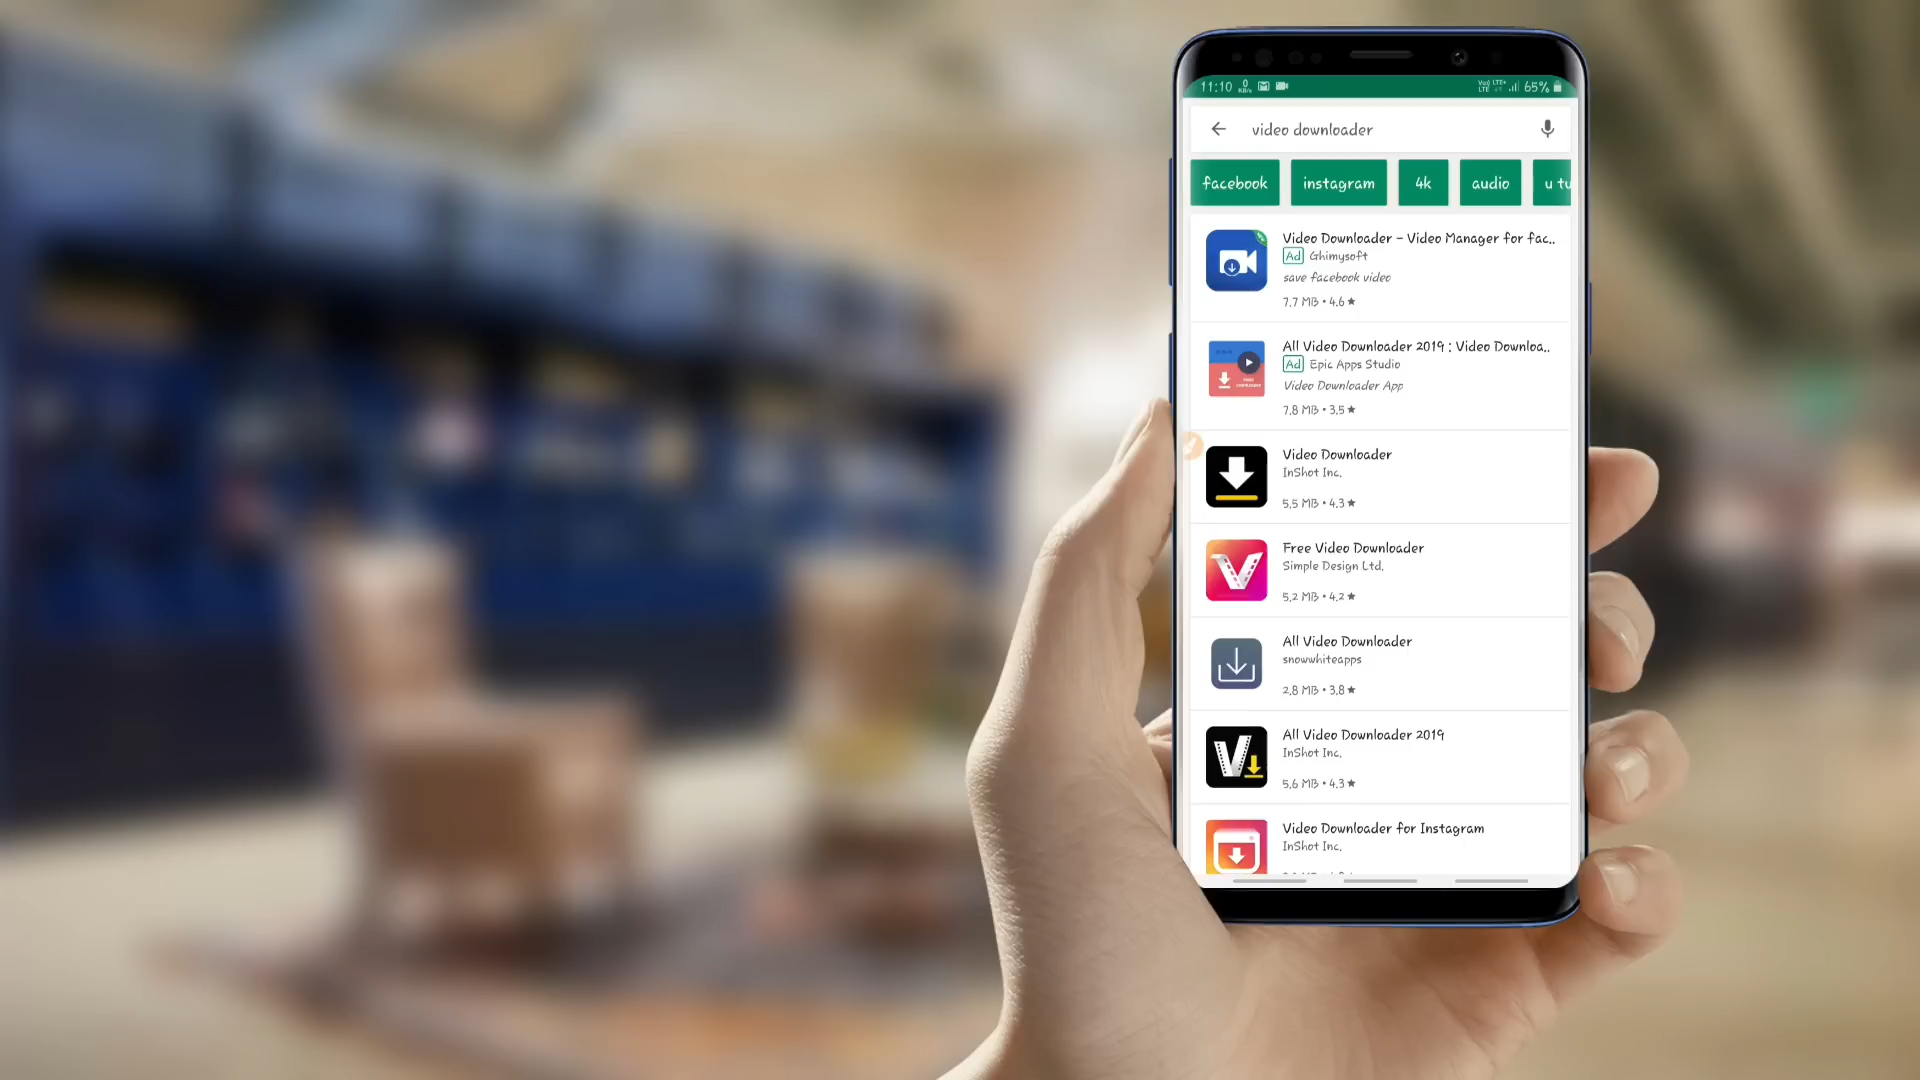 11:10 0 KB/s 65%
video downloader
facebook instagram 4k audio u tu
Video Downloader - Video Manager for fac..
Ad Ghimysoft
save facebook video
7.7 MB • 4.6 ★
All Video Downloader 2019 : Video Downloa..
Ad Epic Apps Studio
Video Downloader App
7.8 MB • 3.5 ★
Video Downloader
InShot Inc.
5.5 MB • 4.3 ★
Free Video Downloader
Simple Design Ltd.
5.2 MB • 4.2 ★
All Video Downloader
snowwhiteapps
2.8 MB • 3.8 ★
All Video Downloader 2019
InShot Inc.
5.6 MB • 4.3 ★
Video Downloader for Instagram
InShot Inc.